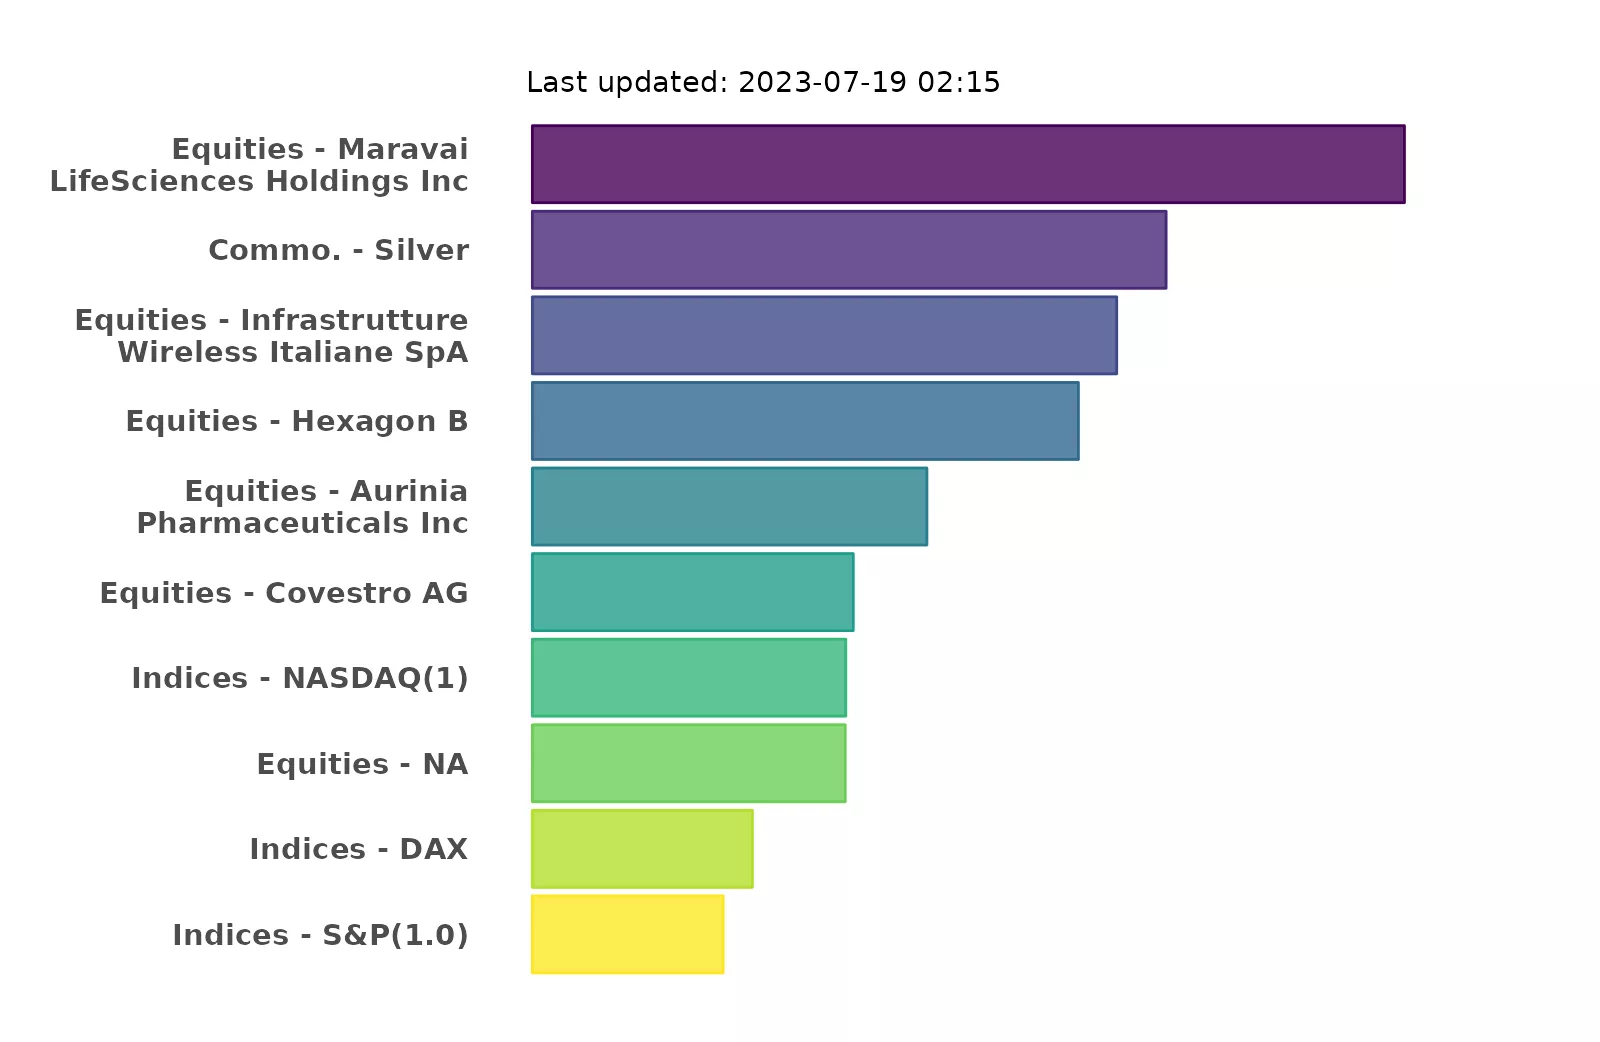 Last updated: 2023-07-19 02:15
Equities - Maravai
LifeSciences Holdings Inc
Commo. - Silver
Equities - Infrastrutture
Wireless Italiane SpA
Equities - Hexagon B
Equities - Aurinia
Pharmaceuticals Inc
Equities - Covestro AG
Indices - NASDAQ(1)
Equities - NA
Indices - DAX
Indices - S&P(1.0)